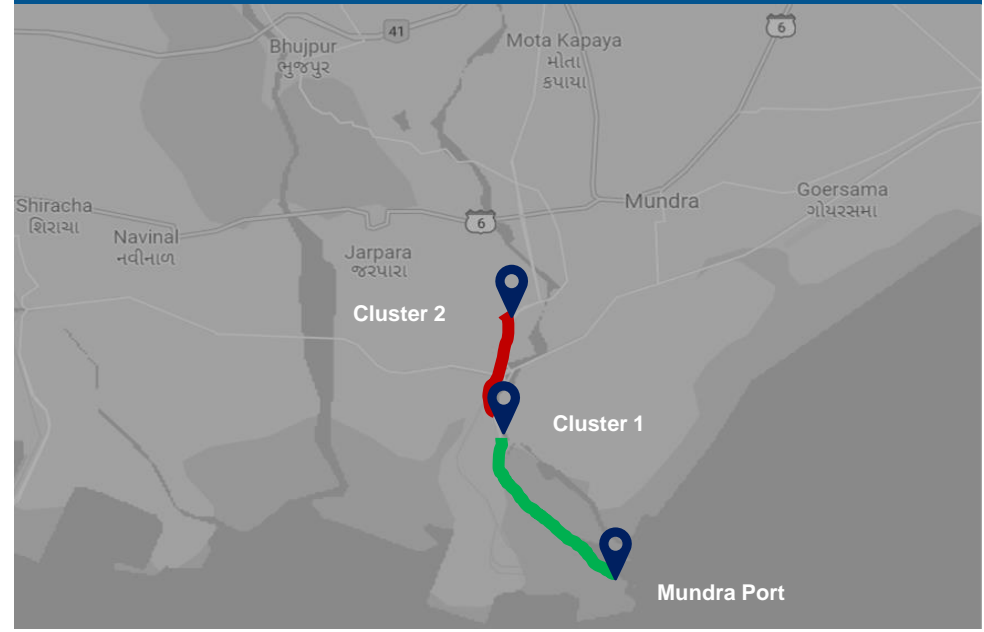 41
6
Bhujpur
ભુજપુર
Mota Kapaya
મોતા
કપાયા
Shiracha
શિરાચા
Navinal
નવીનાળ
6
Mundra
Goersama
ગોયરસમા
Jarpara
જરપારા
Cluster 2
Cluster 1
Mundra Port